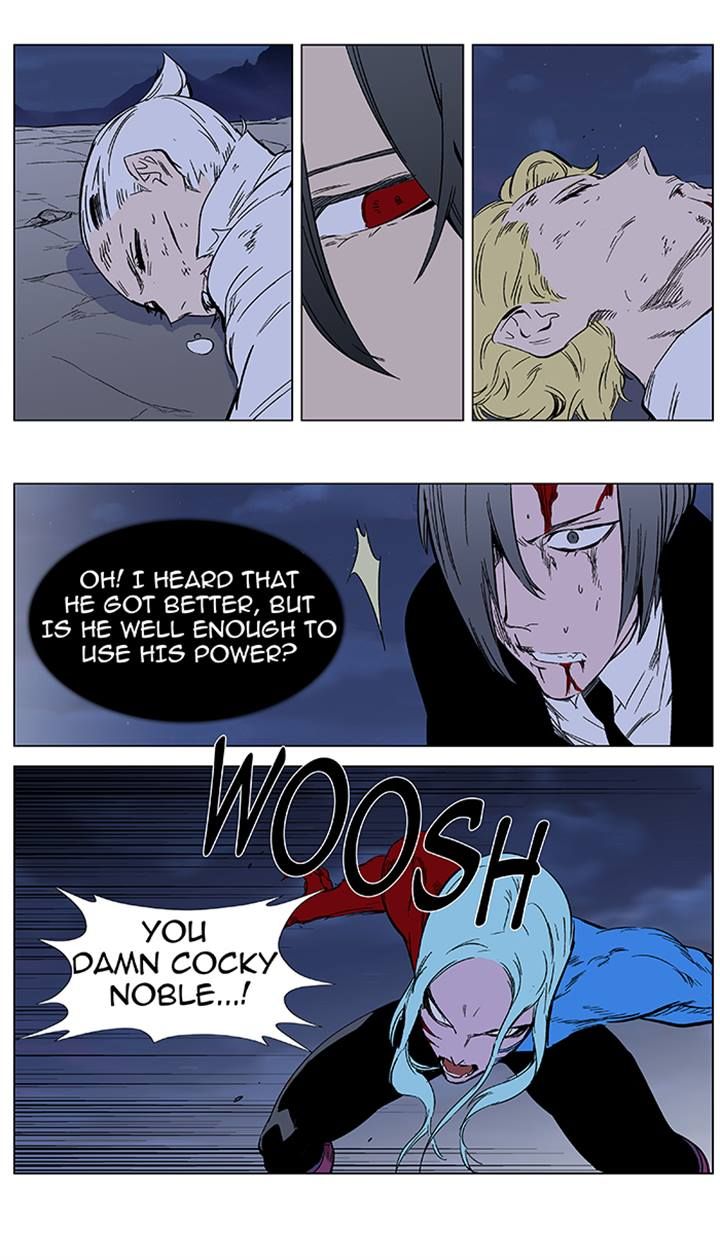 OH! I HEARD THAT
HE GOT BETTER, BUT
IS HE WELL ENOUGH TO
USE HIS POWER?
WOOSH
YOU
DAMN COCKY
NOBLE...!